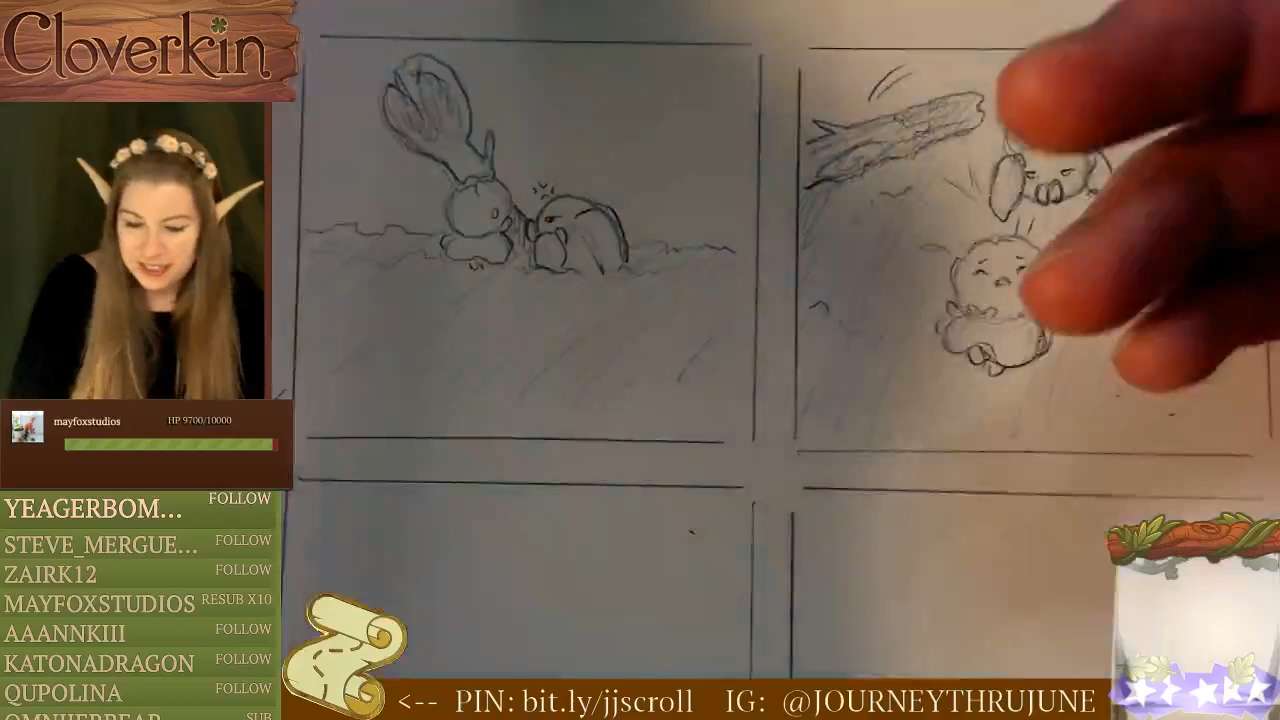 Cloverkin
mayfoxstudios HP 9700/10000
YEAGERBOM... FOLLOW
STEVE_MERGUE... FOLLOW
ZAIRK12 FOLLOW
MAYFOXSTUDIOS RESUB X10
AAANNKIII FOLLOW
KATONADRAGON FOLLOW
QUPOLINA FOLLOW
SUB
<-- PIN: bit.ly/jjscroll IG: @JOURNEYTHRUJUNE